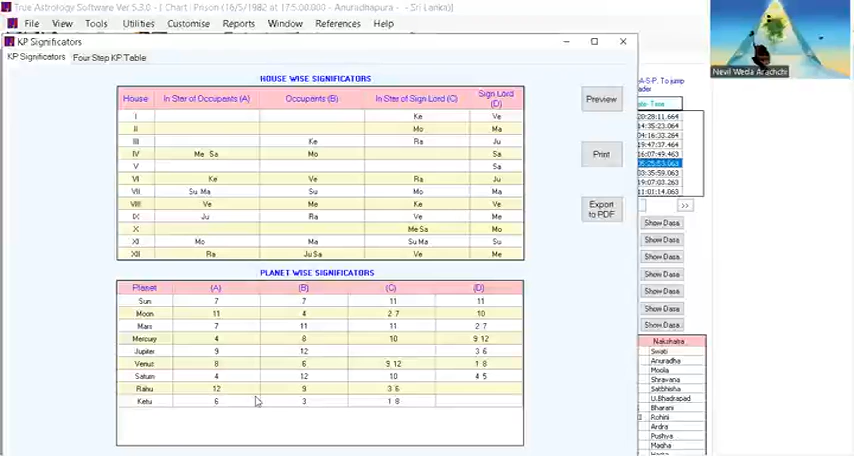 True Astrology Software Ver 5.3.0 - [ Chart | Prison (16/5/1982 at 17:5:00.000 - Anuradhapura - - Sri Lanka)]
File View Tools Utilities Customise Reports Window References Help
KP Significators
KP Significators Four Step KP Table
HOUSE WISE SIGNIFICATORS
House In Star of Occupants (A) Occupants (B) In Star of Sign Lord (C) Sign Lord (D)
I Ke Ve
II Mo Ma
III Ke Ra Ju
IV Me Sa Mo Sa
V Sa
VI Ke Ve Ra Ju
VII Su Ma Su Mo Ma
VIII Ve Me Ke Ve
IX Ju Ra Ve Me
X Me Sa Mo
XI Mo Ma Su Ma Su
XII Ra Ju Sa Ve Me
PLANET WISE SIGNIFICATORS
Planet (A) (B) (C) (D)
Sun 7 7 11 11
Moon 11 4 2 7 10
Mars 7 11 11 2 7
Mercury 4 8 10 9 12
Jupiter 9 12 3 6
Venus 8 6 9 12 1 8
Saturn 4 12 10 4 5
Rahu 12 9 3 6
Ketu 6 3 1 8
Preview
Print
Export
to PDF
Nevil Weda Arachchi
A-S-P. To jump
20:28:11.664
14:35:23.064
04:16:33.264
19:47:37.464
16:07:49.463
05:25:53.063
03:35:59.063
19:07:03.263
11:01:14.063
>>
Show Dasa
Show Dasa
Show Dasa
Show Dasa
Show Dasa
Show Dasa
Show Dasa
Nakshatra
Swati
Anuradha
Moola
Shravana
Satbhisha
U.Bhadrapad
Bharani
Rohini
Ardra
Pushya
Magha